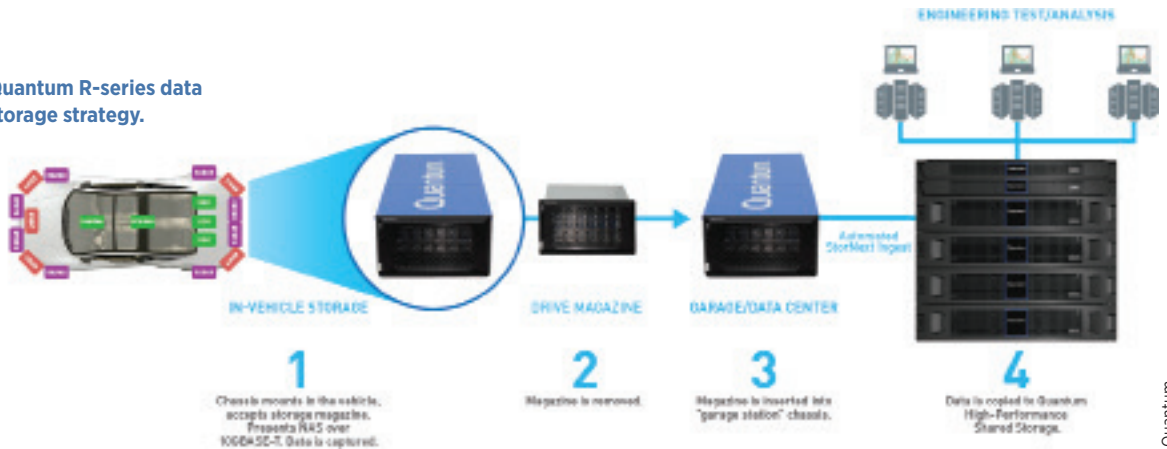 ENGINEERING TEST/ANALYSIS
Quantum R-series data
storage strategy.
Quantum
Quantum
Automated
StorNext Ingest
IN-VEHICLE STORAGE
DRIVE MAGAZINE
GARAGE/DATA CENTER
1
Chassis mounts in the vehicle,
accepts storage magazine.
Presents NAS over
10GBASE-T. Data is captured.
2
Magazine is removed.
3
Magazine is inserted into
"garage station" chassis.
4
Data is copied to Quantum
High-Performance
Shared Storage.
Quantum